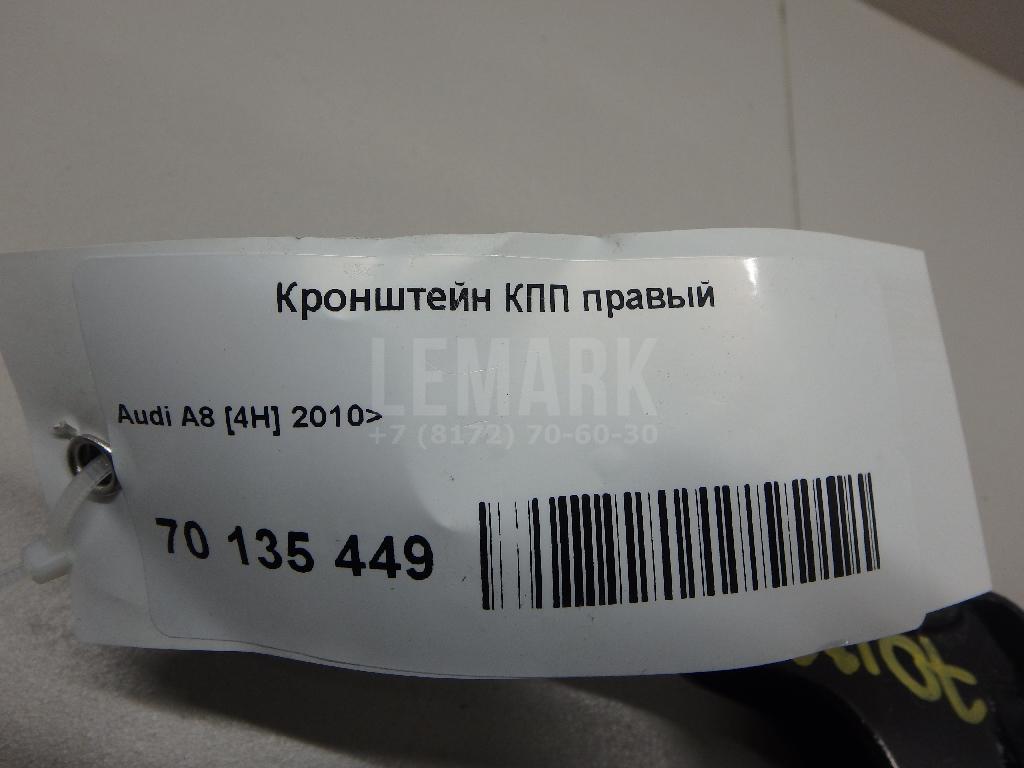 Кронштейн КПП правый
LEMARK
Audi A8 [4H] 2010>
+7 (8172) 70-60-30
70 135 449